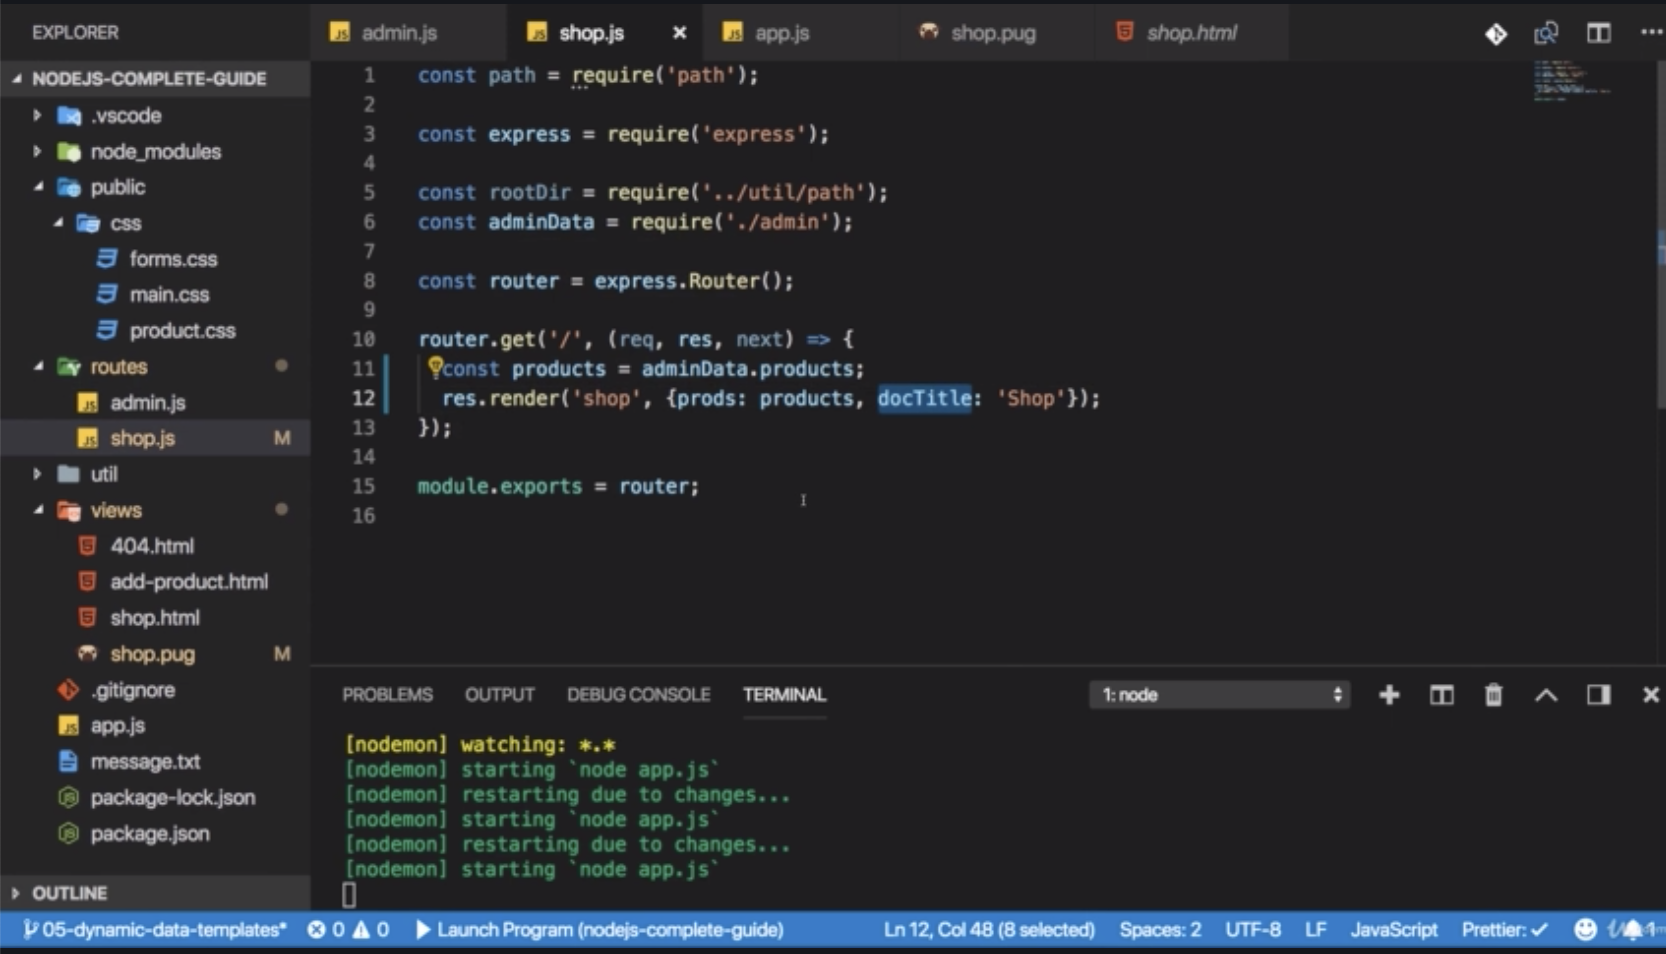 EXPLORER
admin.js
shop.js
app.js
shop.pug
shop.html
NODEJS-COMPLETE-GUIDE
.vscode
node_modules
public
css
forms.css
main.css
product.css
routes
admin.js
shop.js M
util
views
404.html
add-product.html
shop.html
shop.pug M
.gitignore
app.js
message.txt
package-lock.json
package.json
OUTLINE
1 const path = require('path');
2
3 const express = require('express');
4
5 const rootDir = require('../util/path');
6 const adminData = require('./admin');
7
8 const router = express.Router();
9
10 router.get('/', (req, res, next) => {
11 const products = adminData.products;
12 res.render('shop', {prods: products, docTitle: 'Shop'});
13 });
14
15 module.exports = router;
16
PROBLEMS OUTPUT DEBUG CONSOLE TERMINAL 1: node
[nodemon] watching: *.*
[nodemon] starting `node app.js`
[nodemon] restarting due to changes...
[nodemon] starting `node app.js`
[nodemon] restarting due to changes...
[nodemon] starting `node app.js`
05-dynamic-data-templates* 0 0 Launch Program (nodejs-complete-guide) Ln 12, Col 48 (8 selected) Spaces: 2 UTF-8 LF JavaScript Prettier: ✓ 1